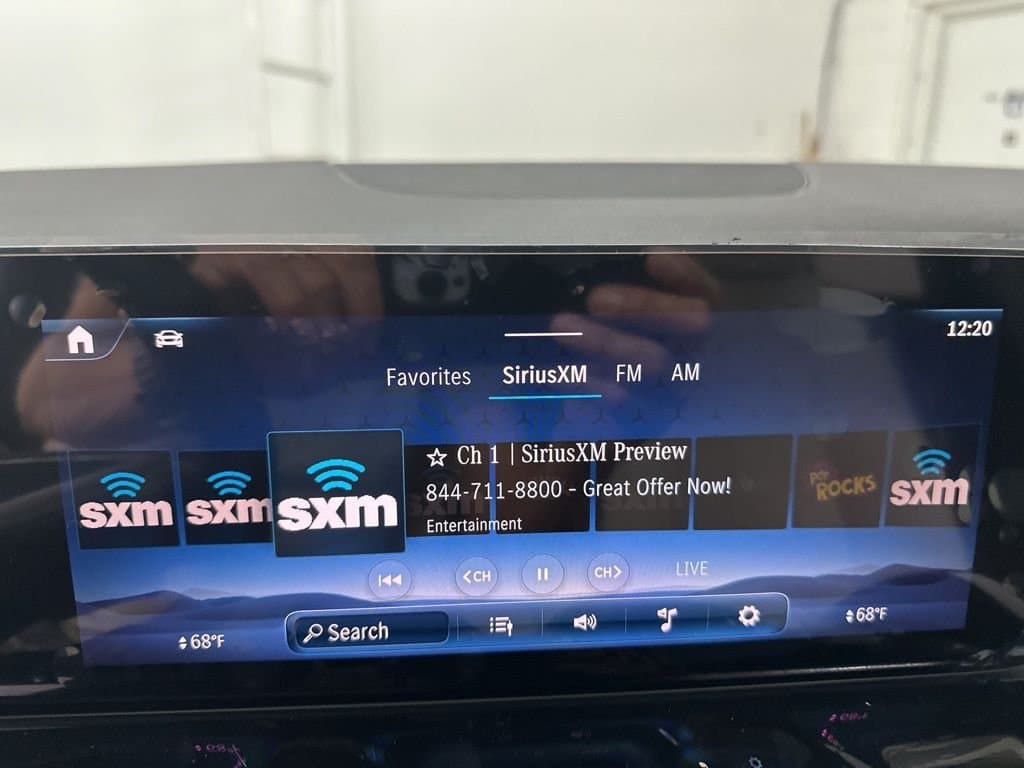 12:20
Favorites SiriusXM FM AM
sxm sxm sxm
☆ Ch 1 | SiriusXM Preview
844-711-8800 - Great Offer Now!
Entertainment
ROCKS
sxm
<CH CH> LIVE
68°F Search 68°F